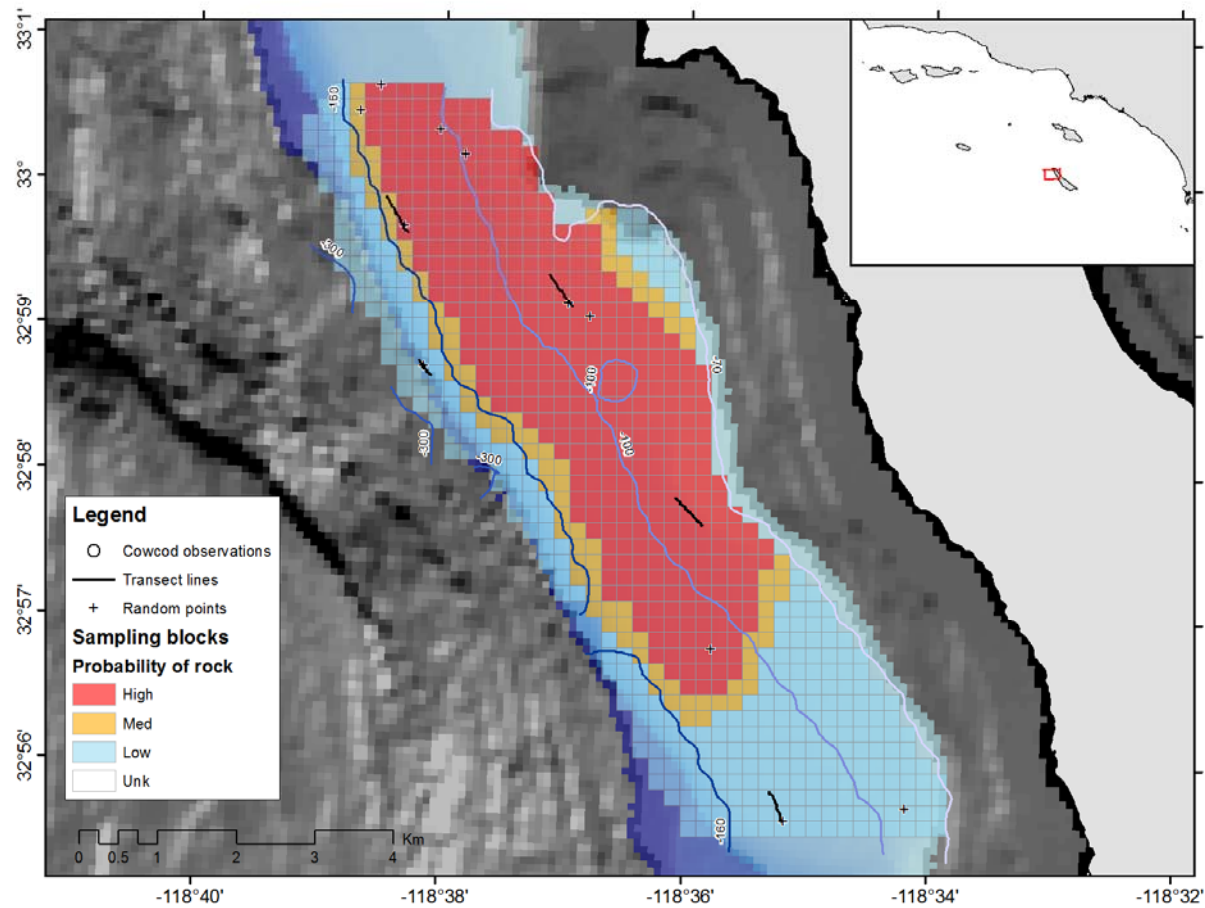 33°1'
33°
32°59'
32°58'
32°57'
32°56'
-160
-300
-70
-100
-100
-300
-300
-160
Legend
Cowcod observations
Transect lines
Random points
Sampling blocks
Probability of rock
High
Med
Low
Unk
Km
0 0.5 1 2 3 4
-118°40' -118°38' -118°36' -118°34' -118°32'